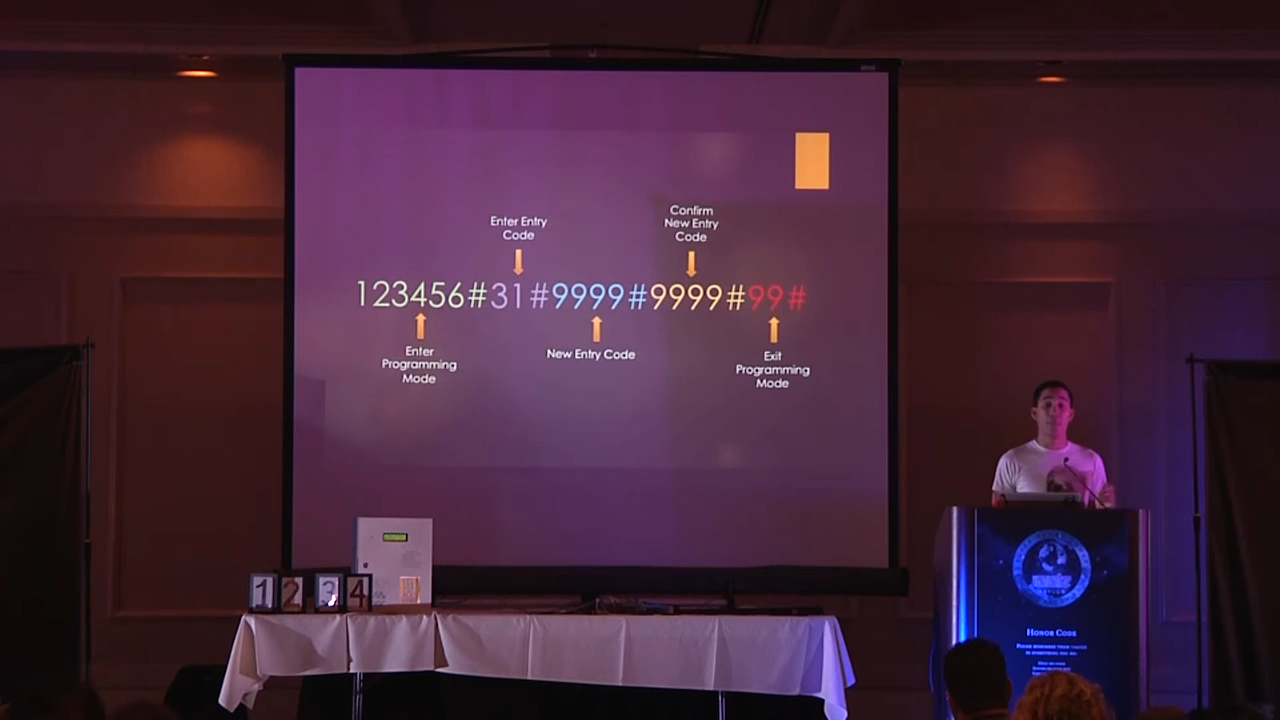 Enter Entry
Code
Confirm
New Entry
Code
123456#31#9999#9999#99#
Enter
Programming
Mode
New Entry Code
Exit
Programming
Mode
1 2 3 4
Honor Code